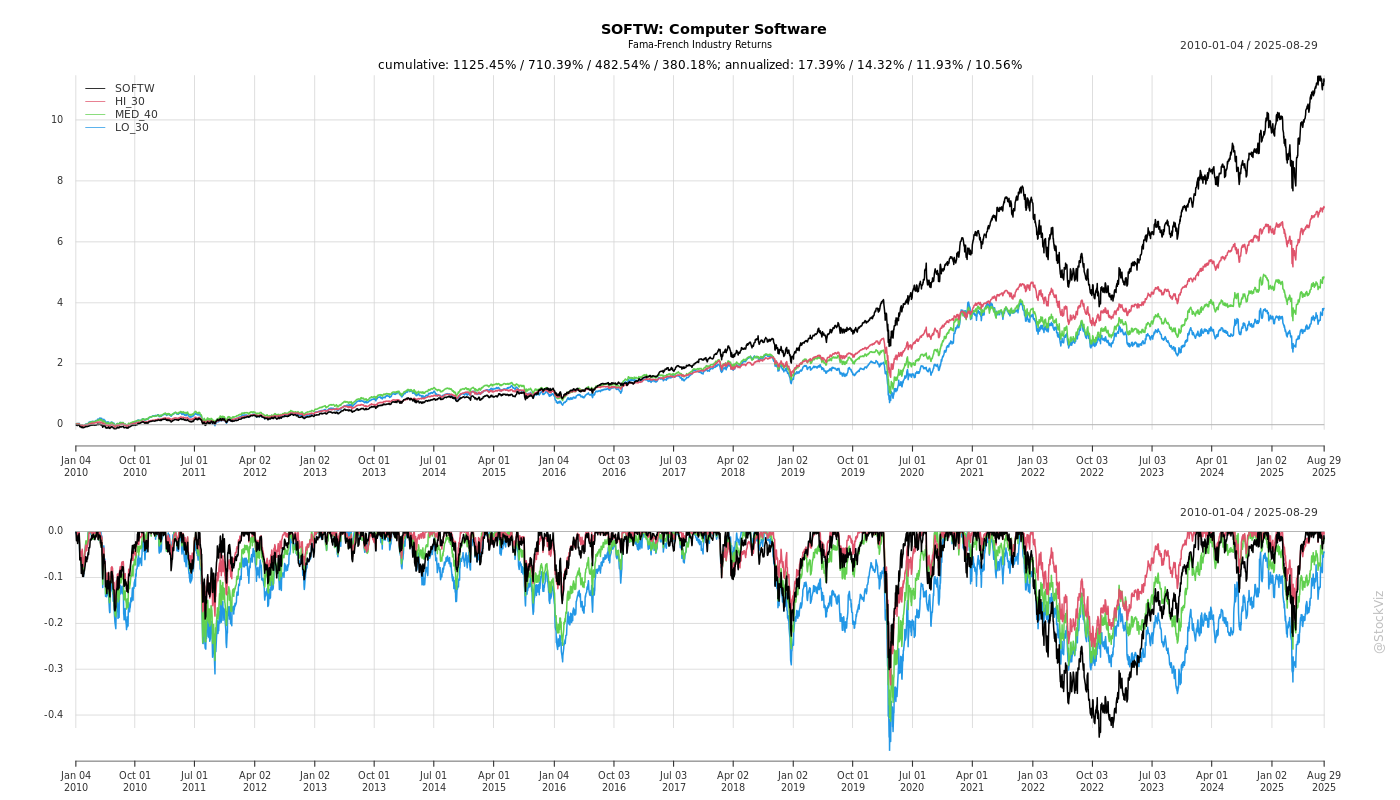 SOFTW: Computer Software
Fama-French Industry Returns
2010-01-04 / 2025-08-29
cumulative: 1125.45% / 710.39% / 482.54% / 380.18%; annualized: 17.39% / 14.32% / 11.93% / 10.56%
SOFTW
HI_30
MED_40
LO_30
10
8
6
4
2
0
Jan 04 Oct 01 Jul 01 Apr 02 Jan 02 Oct 01 Jul 01 Apr 01 Jan 04 Oct 03 Jul 03 Apr 02 Jan 02 Oct 01 Jul 01 Apr 01 Jan 03 Oct 03 Jul 03 Apr 01 Jan 02 Aug 29
2010 2010 2011 2012 2013 2013 2014 2015 2016 2016 2017 2018 2019 2019 2020 2021 2022 2022 2023 2024 2025 2025
2010-01-04 / 2025-08-29
0.0
-0.1
-0.2
-0.3
-0.4
Jan 04 Oct 01 Jul 01 Apr 02 Jan 02 Oct 01 Jul 01 Apr 01 Jan 04 Oct 03 Jul 03 Apr 02 Jan 02 Oct 01 Jul 01 Apr 01 Jan 03 Oct 03 Jul 03 Apr 01 Jan 02 Aug 29
2010 2010 2011 2012 2013 2013 2014 2015 2016 2016 2017 2018 2019 2019 2020 2021 2022 2022 2023 2024 2025 2025
@StockViz